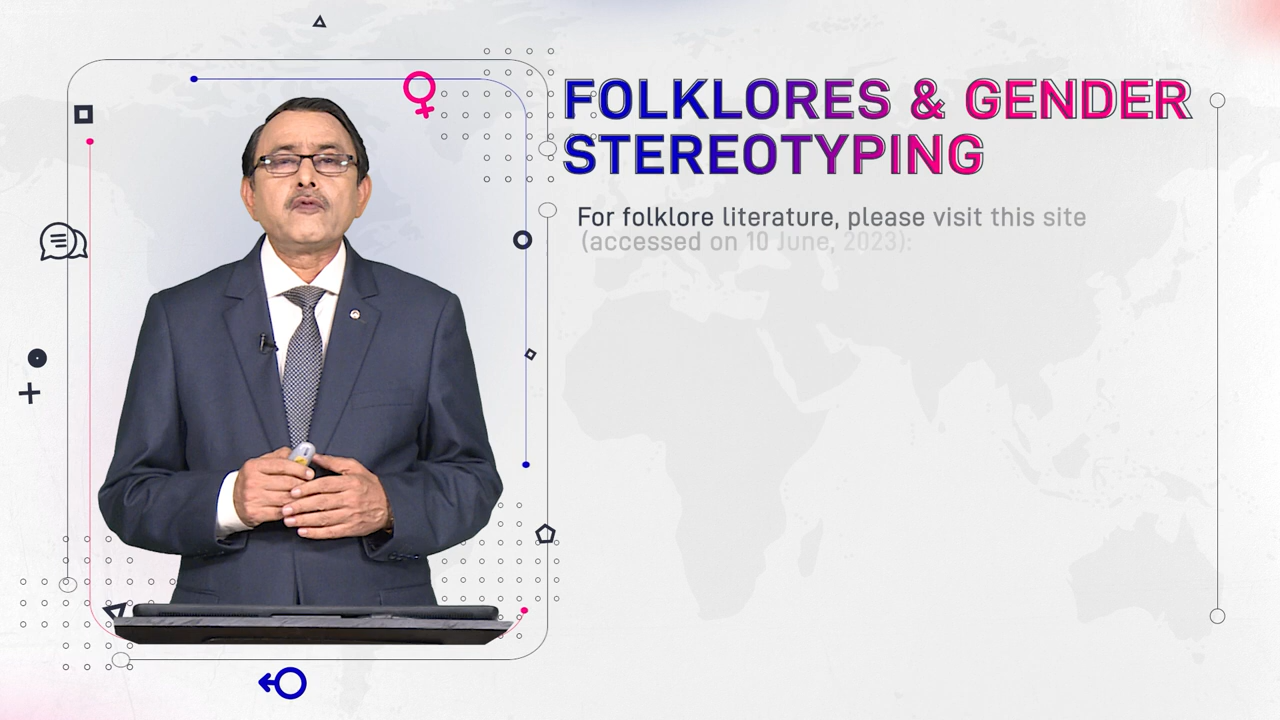 FOLKLORES & GENDER
STEREOTYPING
For folklore literature, please visit this site
(accessed on 10 June, 2023):